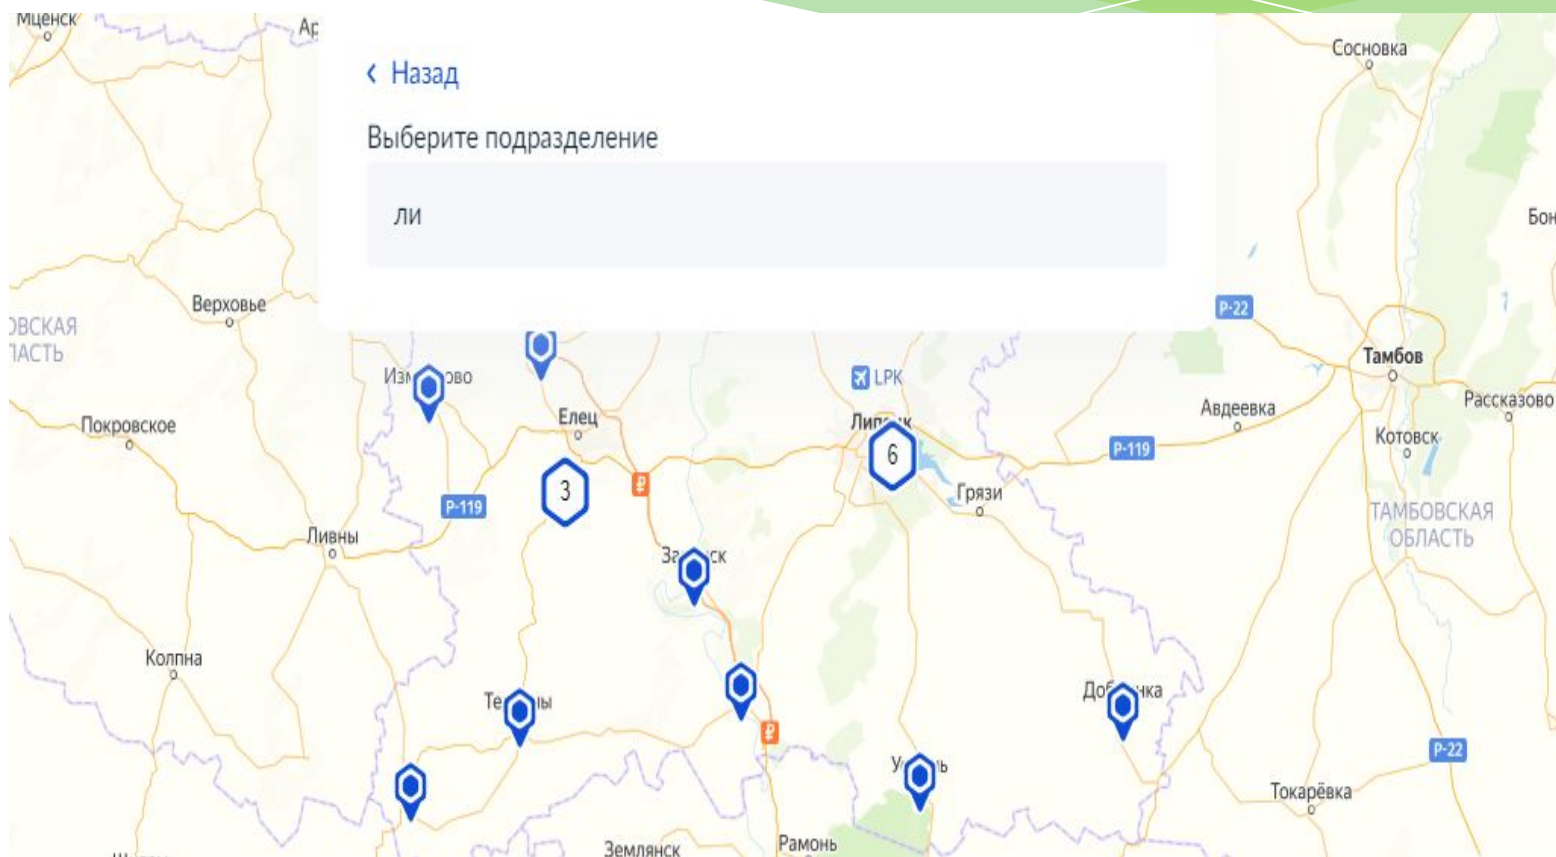 Мценск
Сосновка
Назад
Выберите подразделение
ли
Верховье
Р-22
Тамбов
LPK
Елец
Авдеевка
Рассказово
Покровское
Котовск
Р-119
6
3
Р-119
Грязи
ТАМБОВСКАЯ
ОБЛАСТЬ
Ливны
Колпна
Р-22
Токарёвка
Рамонь
Землянск